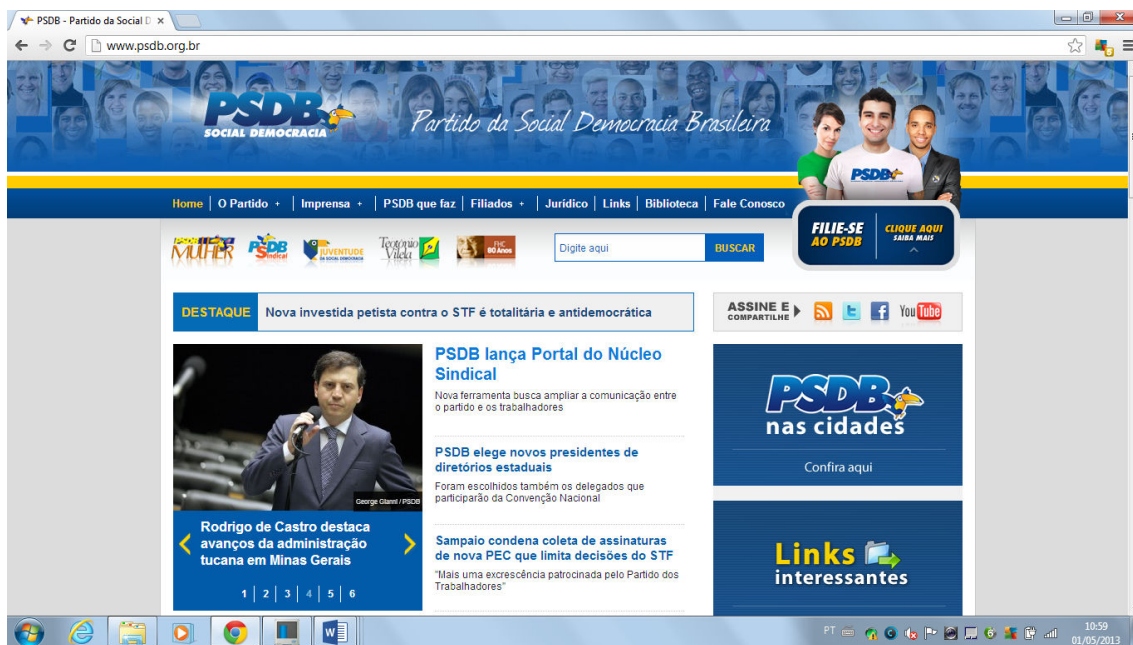 PSDB - Partido da Social D
www.psdb.org.br
PSDB
SOCIAL DEMOCRACIA
Partido da Social Democracia Brasileira
PSDB
Home | O Partido + | Imprensa + | PSDB que faz | Filiados + | Jurídico | Links | Biblioteca | Fale Conosco
FILIE-SE
AO PSDB
CLIQUE AQUI
SAIBA MAIS
MULHER
PSDB
Sindical
JUVENTUDE
DA SOCIAL DEMOCRACIA
Teotônio
Vilela
FHC
80 Anos
Digite aqui
BUSCAR
DESTAQUE
Nova investida petista contra o STF é totalitária e antidemocrática
ASSINE E
COMPARTILHE
YouTube
George Gianni / PSDB
Rodrigo de Castro destaca
avanços da administração
tucana em Minas Gerais
1 | 2 | 3 | 4 | 5 | 6
PSDB lança Portal do Núcleo
Sindical
Nova ferramenta busca ampliar a comunicação entre
o partido e os trabalhadores
PSDB elege novos presidentes de
diretórios estaduais
Foram escolhidos também os delegados que
participarão da Convenção Nacional
Sampaio condena coleta de assinaturas
de nova PEC que limita decisões do STF
"Mais uma excrescência patrocinada pelo Partido dos
Trabalhadores"
PSDB
nas cidades
Confira aqui
Links
interessantes
PT
10:59
01/05/2013